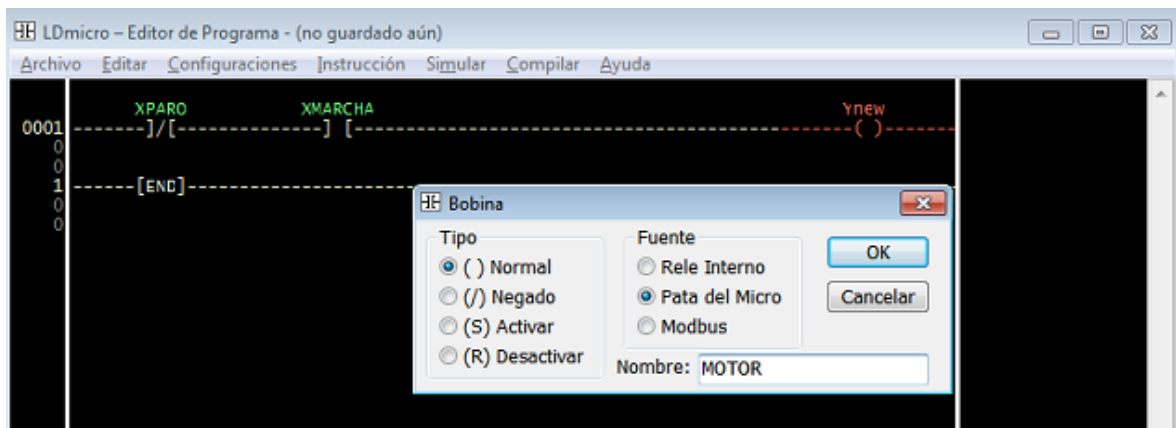 LDmicro – Editor de Programa - (no guardado aún)
Archivo Editar Configuraciones Instrucción Simular Compilar Ayuda
XPARO XMARCHA Ynew
0001 -------]/[--------------] [------------------------------------------( )-------
0
0
1 ------[END]----------------------
0
0
Bobina
Tipo Fuente
( ) Normal Rele Interno OK
(/) Negado Pata del Micro Cancelar
(S) Activar Modbus
(R) Desactivar Nombre: MOTOR